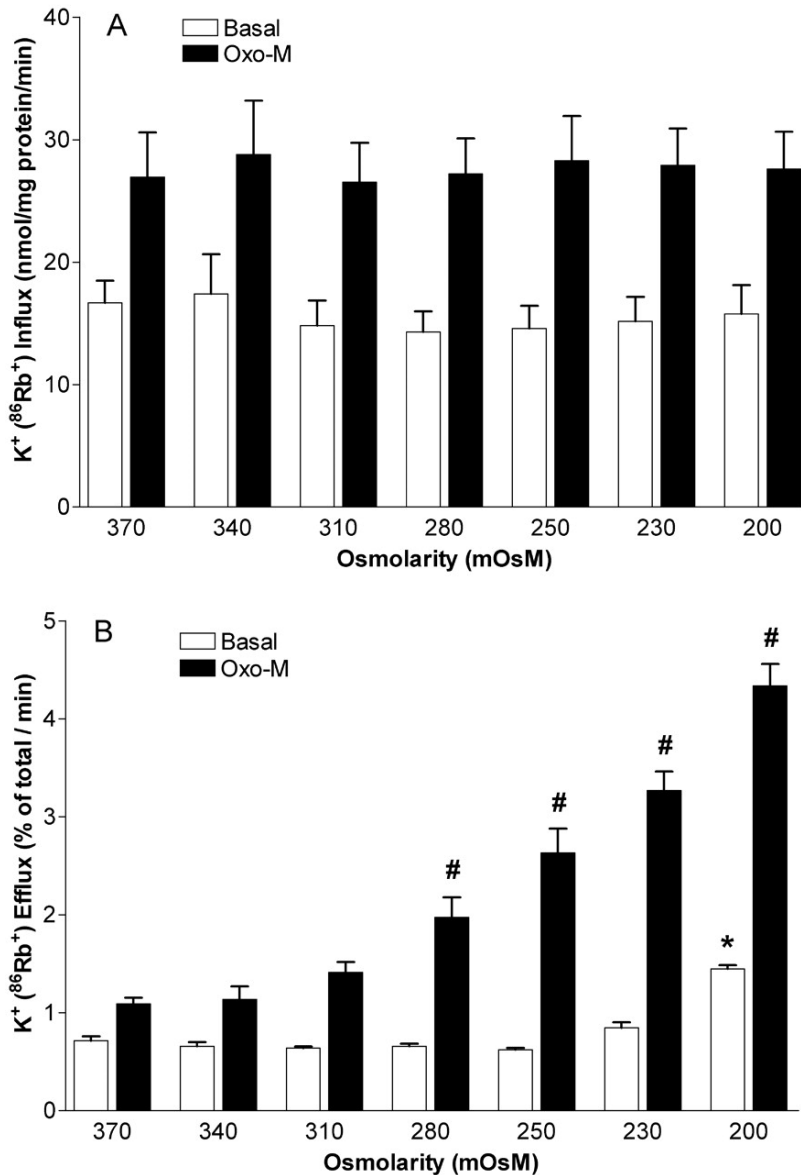 A
Basal
Oxo-M
K⁺ (⁸⁶Rb⁺) Influx (nmol/mg protein/min)
40
30
20
10
0
370 340 310 280 250 230 200
Osmolarity (mOsM)
B
Basal
Oxo-M
K⁺ (⁸⁶Rb⁺) Efflux (% of total / min)
5
4
3
2
1
0
# # # #
*
370 340 310 280 250 230 200
Osmolarity (mOsM)